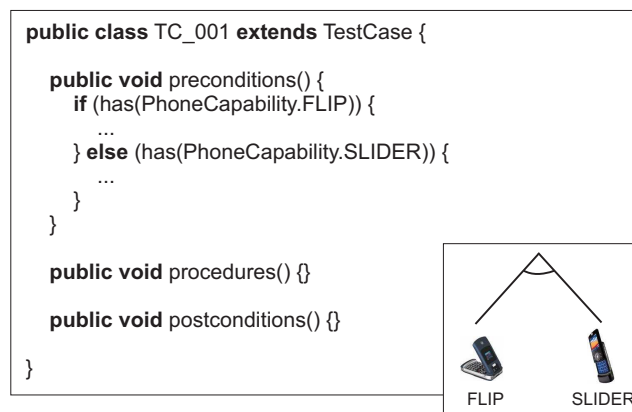 public class TC_001 extends TestCase {
public void preconditions() {
if (has(PhoneCapability.FLIP)) {
...
} else (has(PhoneCapability.SLIDER)) {
...
}
}
public void procedures() {}
public void postconditions() {}
}
FLIP SLIDER